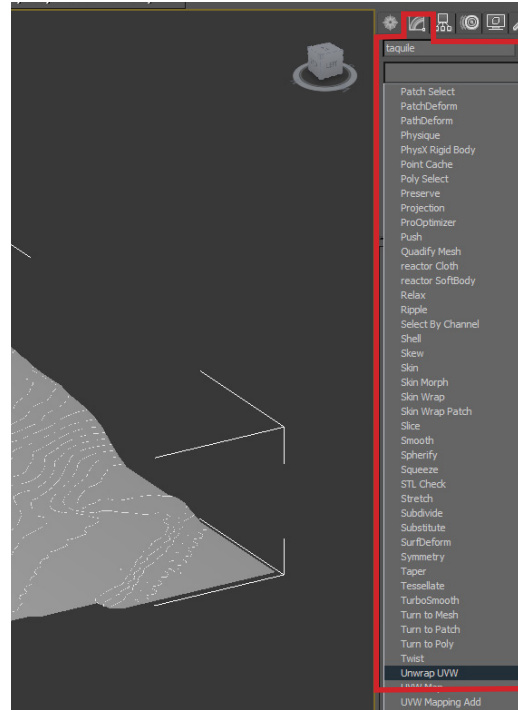 taquile
Patch Select
PatchDeform
PathDeform
Physique
PhysX Rigid Body
Point Cache
Poly Select
Preserve
Projection
ProOptimizer
Push
Quadify Mesh
reactor Cloth
reactor SoftBody
Relax
Ripple
Select By Channel
Shell
Skew
Skin
Skin Morph
Skin Wrap
Skin Wrap Patch
Slice
Smooth
Spherify
Squeeze
STL Check
Stretch
Subdivide
Substitute
SurfDeform
Symmetry
Taper
Tessellate
TurboSmooth
Turn to Mesh
Turn to Patch
Turn to Poly
Twist
Unwrap UVW
UVW Map
UVW Mapping Add